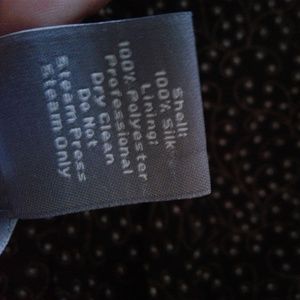 Shell:
100% Silk
Lining:
100% Polyester
Professional
Dry Clean
Do Not
Steam Press
Steam Only